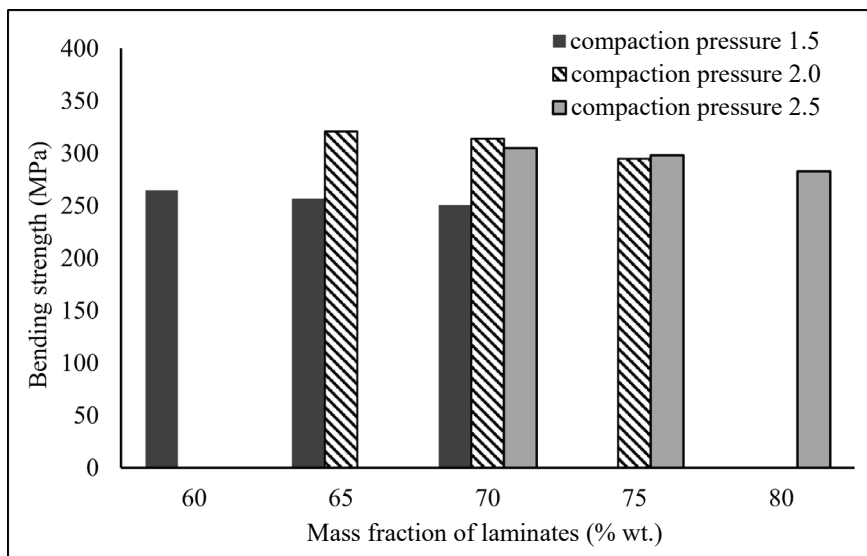 compaction pressure 1.5
compaction pressure 2.0
compaction pressure 2.5
Bending strength (MPa)
400
350
300
250
200
150
100
50
0
60 65 70 75 80
Mass fraction of laminates (% wt.)